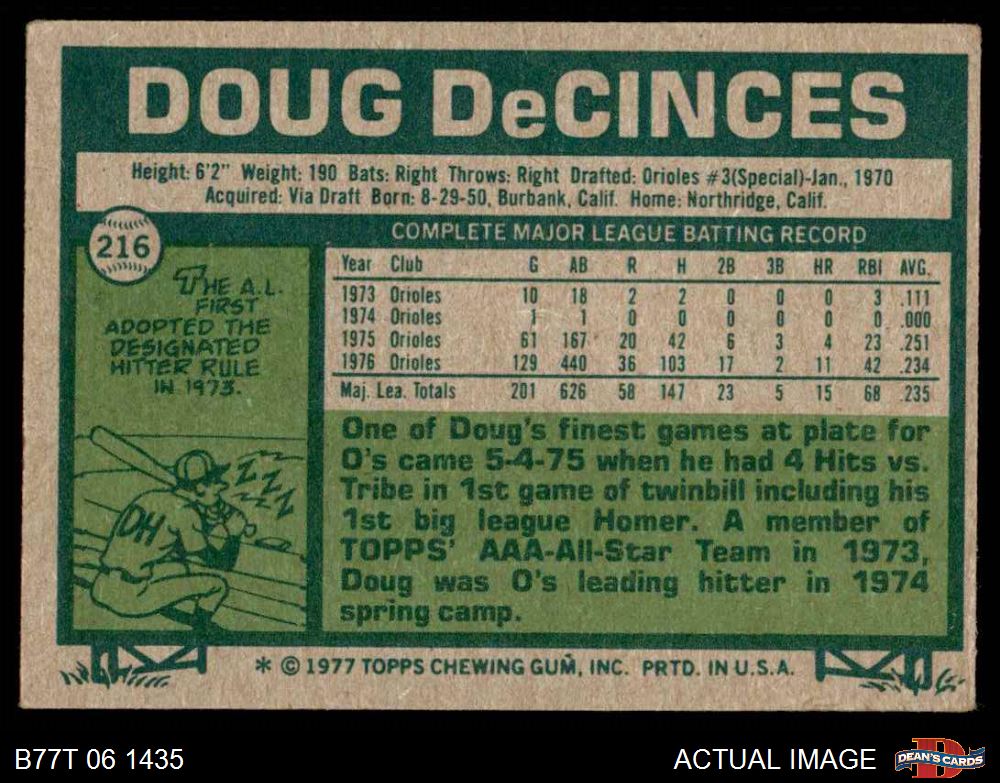 DOUG DeCINCES
Height: 6'2" Weight: 190 Bats: Right Throws: Right Drafted: Orioles #3(Special)-Jan., 1970
Acquired: Via Draft Born: 8-29-50, Burbank, Calif. Home: Northridge, Calif.
216
THE A.L.
FIRST
ADOPTED THE
DESIGNATED
HITTER RULE
IN 1973.
DH
ZZZZ
COMPLETE MAJOR LEAGUE BATTING RECORD
Year Club G AB R H 2B 3B HR RBI AVG.
1973 Orioles 10 18 2 2 0 0 0 3 .111
1974 Orioles 1 1 0 0 0 0 0 0 .000
1975 Orioles 61 167 20 42 6 3 4 23 .251
1976 Orioles 129 440 36 103 17 2 11 42 .234
Maj. Lea. Totals 201 626 58 147 23 5 15 68 .235
One of Doug's finest games at plate for
O's came 5-4-75 when he had 4 Hits vs.
Tribe in 1st game of twinbill including his
1st big league Homer. A member of
TOPPS' AAA-All-Star Team in 1973,
Doug was O's leading hitter in 1974
spring camp.
* © 1977 TOPPS CHEWING GUM, INC. PRTD. IN U.S.A.
B77T 06 1435
ACTUAL IMAGE
D
DEAN'S CARDS